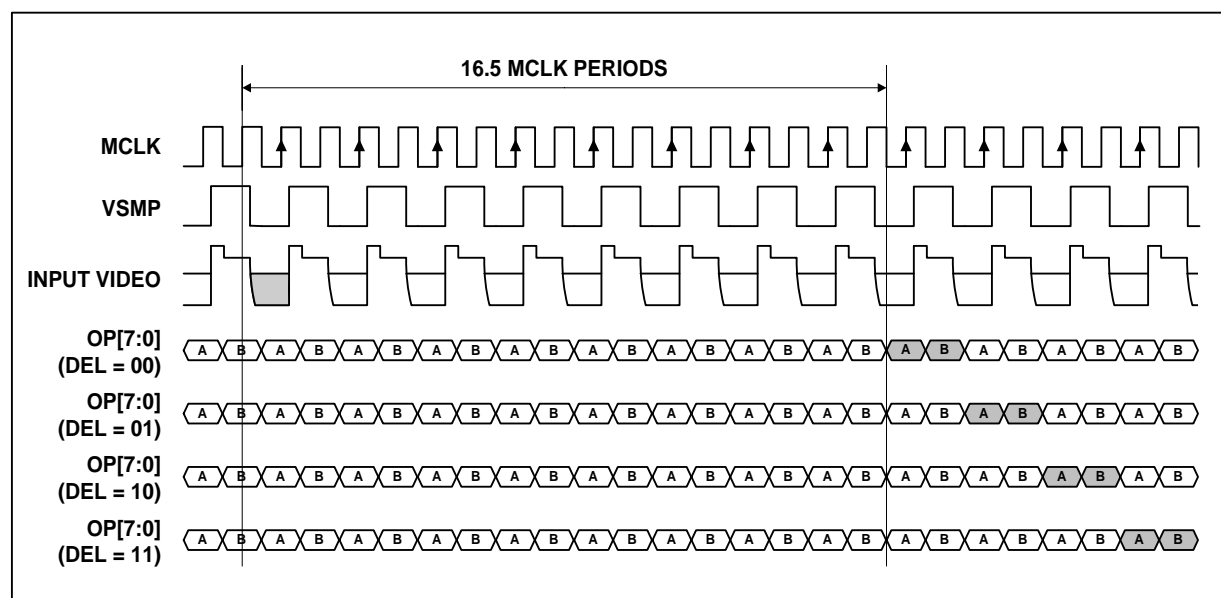 16.5 MCLK PERIODS
MCLK
VSMP
INPUT VIDEO
OP[7:0]
(DEL = 00)
A B A B A B A B A B A B A B A B A B A B A B A B A B
OP[7:0]
(DEL = 01)
A B A B A B A B A B A B A B A B A B A B A B A B A B
OP[7:0]
(DEL = 10)
A B A B A B A B A B A B A B A B A B A B A B A B A B
OP[7:0]
(DEL = 11)
A B A B A B A B A B A B A B A B A B A B A B A B A B